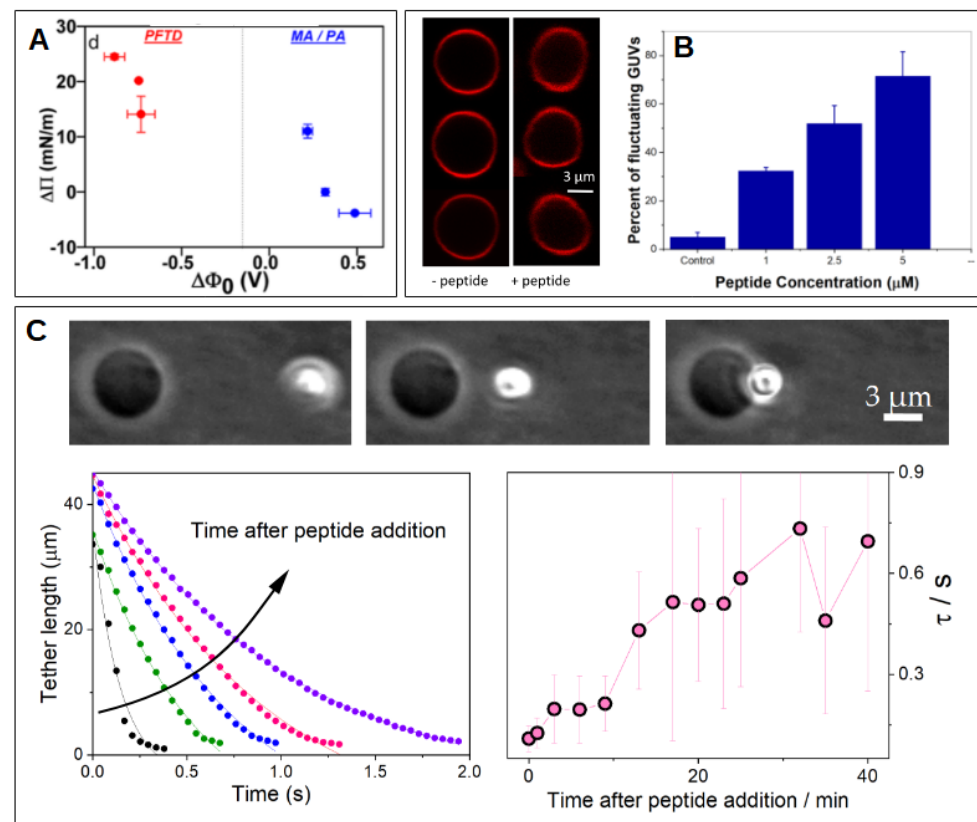 A
d
PFTD
MA / PA
30
20
10
0
-10
-1.0
-0.5
0.0
0.5
ΔΠ (mN/m)
ΔΦ0 (V)
3 μm
- peptide
+ peptide
B
80
60
40
20
0
Percent of fluctuating GUVs
Control
1
2.5
5
--
Peptide Concentration (μM)
C
3 μm
40
20
0
Tether length (μm)
Time after peptide addition
0.0
0.5
1.0
1.5
2.0
Time (s)
0.9
0.6
0.3
τ / s
0
20
40
Time after peptide addition / min